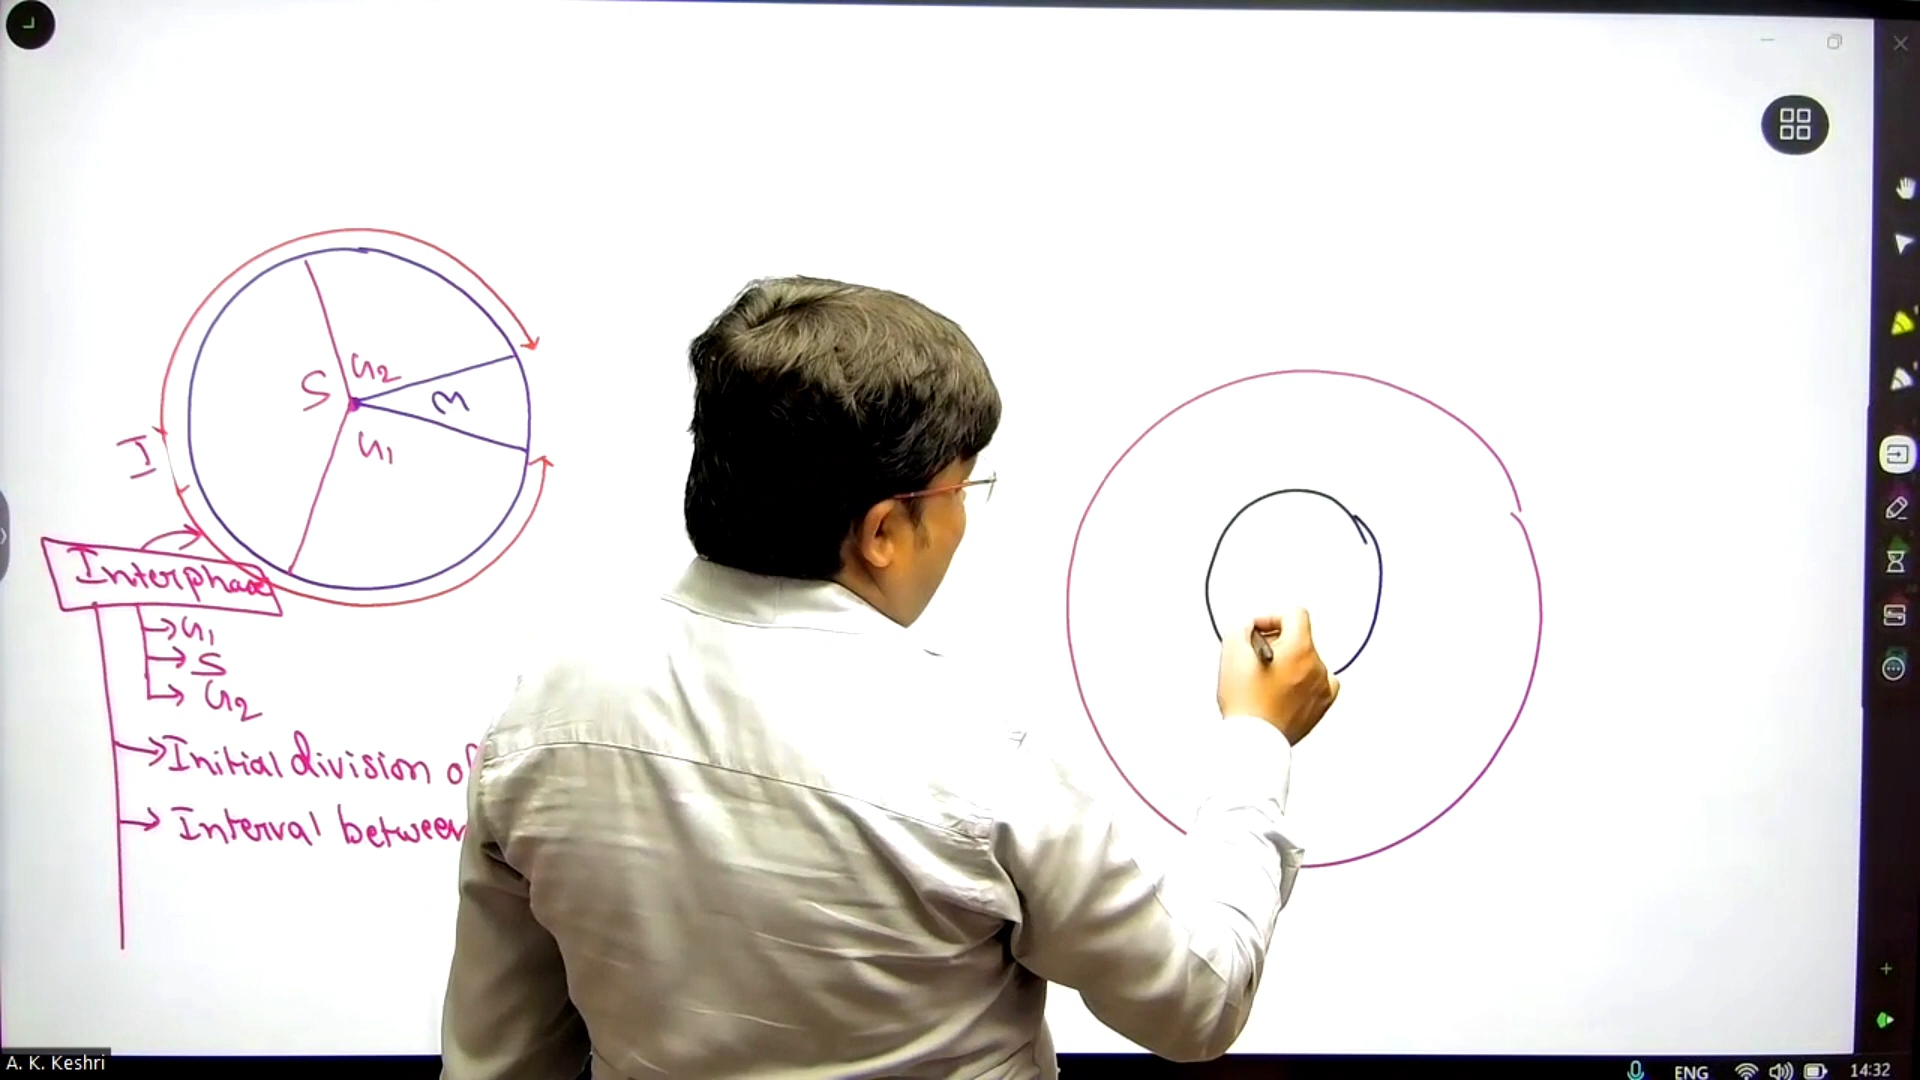 G2
S
M
G1
I
Interphase
G1
S
G2
Initial division of
Interval between
A. K. Keshri
ENG
14:32